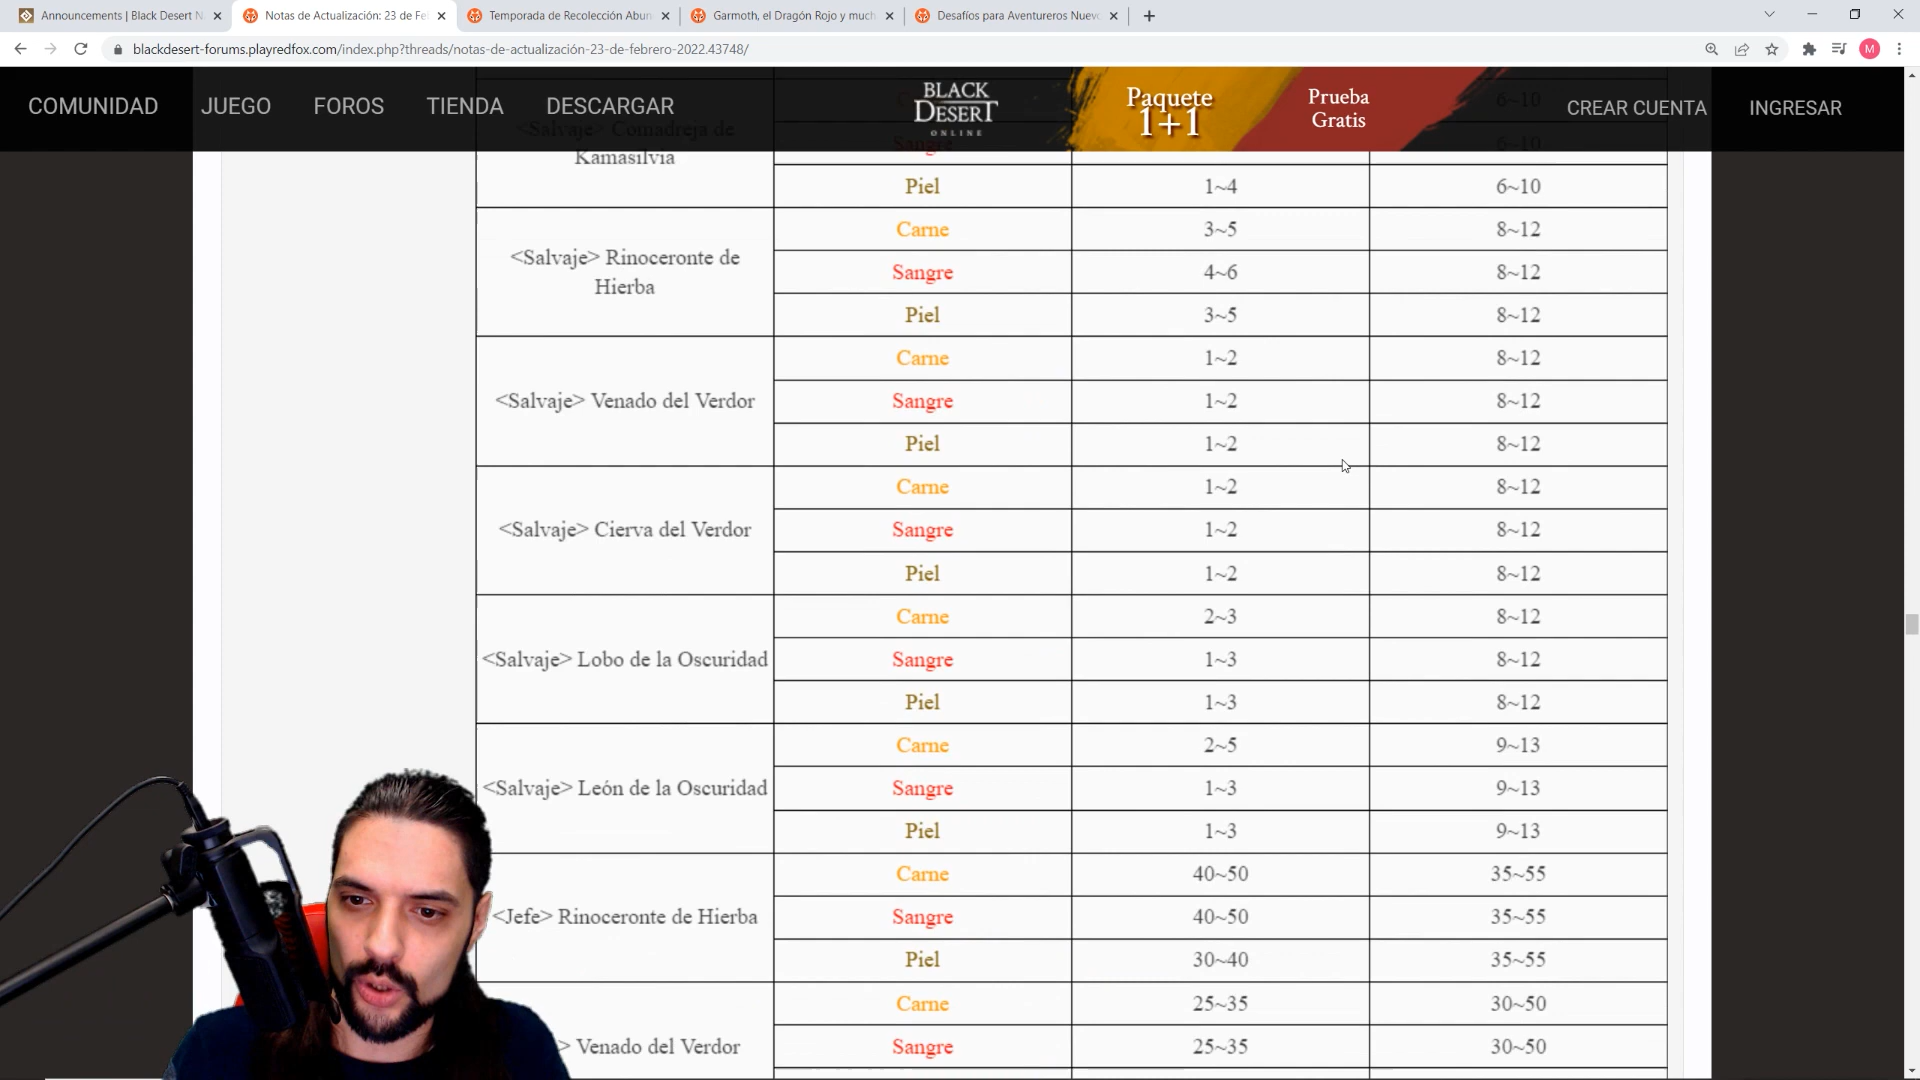 Announcements | Black Desert N
Notas de Actualización: 23 de Fe
Temporada de Recolección Abun
Garmoth, el Dragón Rojo y much
Desafíos para Aventureros Nuevo
blackdesert-forums.playredfox.com/index.php?threads/notas-de-actualización-23-de-febrero-2022.43748/
M
COMUNIDAD JUEGO FOROS TIENDA DESCARGAR
BLACK
DESERT
ONLINE
Paquete
1+1
Prueba
Gratis
CREAR CUENTA INGRESAR
6~10
<Salvaje> Comadreja de
Kamasilvia
Sangre 6~10
Piel 1~4 6~10
<Salvaje> Rinoceronte de
Hierba
Carne 3~5 8~12
Sangre 4~6 8~12
Piel 3~5 8~12
<Salvaje> Venado del Verdor
Carne 1~2 8~12
Sangre 1~2 8~12
Piel 1~2 8~12
<Salvaje> Cierva del Verdor
Carne 1~2 8~12
Sangre 1~2 8~12
Piel 1~2 8~12
<Salvaje> Lobo de la Oscuridad
Carne 2~3 8~12
Sangre 1~3 8~12
Piel 1~3 8~12
<Salvaje> León de la Oscuridad
Carne 2~5 9~13
Sangre 1~3 9~13
Piel 1~3 9~13
<Jefe> Rinoceronte de Hierba
Carne 40~50 35~55
Sangre 40~50 35~55
Piel 30~40 35~55
> Venado del Verdor
Carne 25~35 30~50
Sangre 25~35 30~50